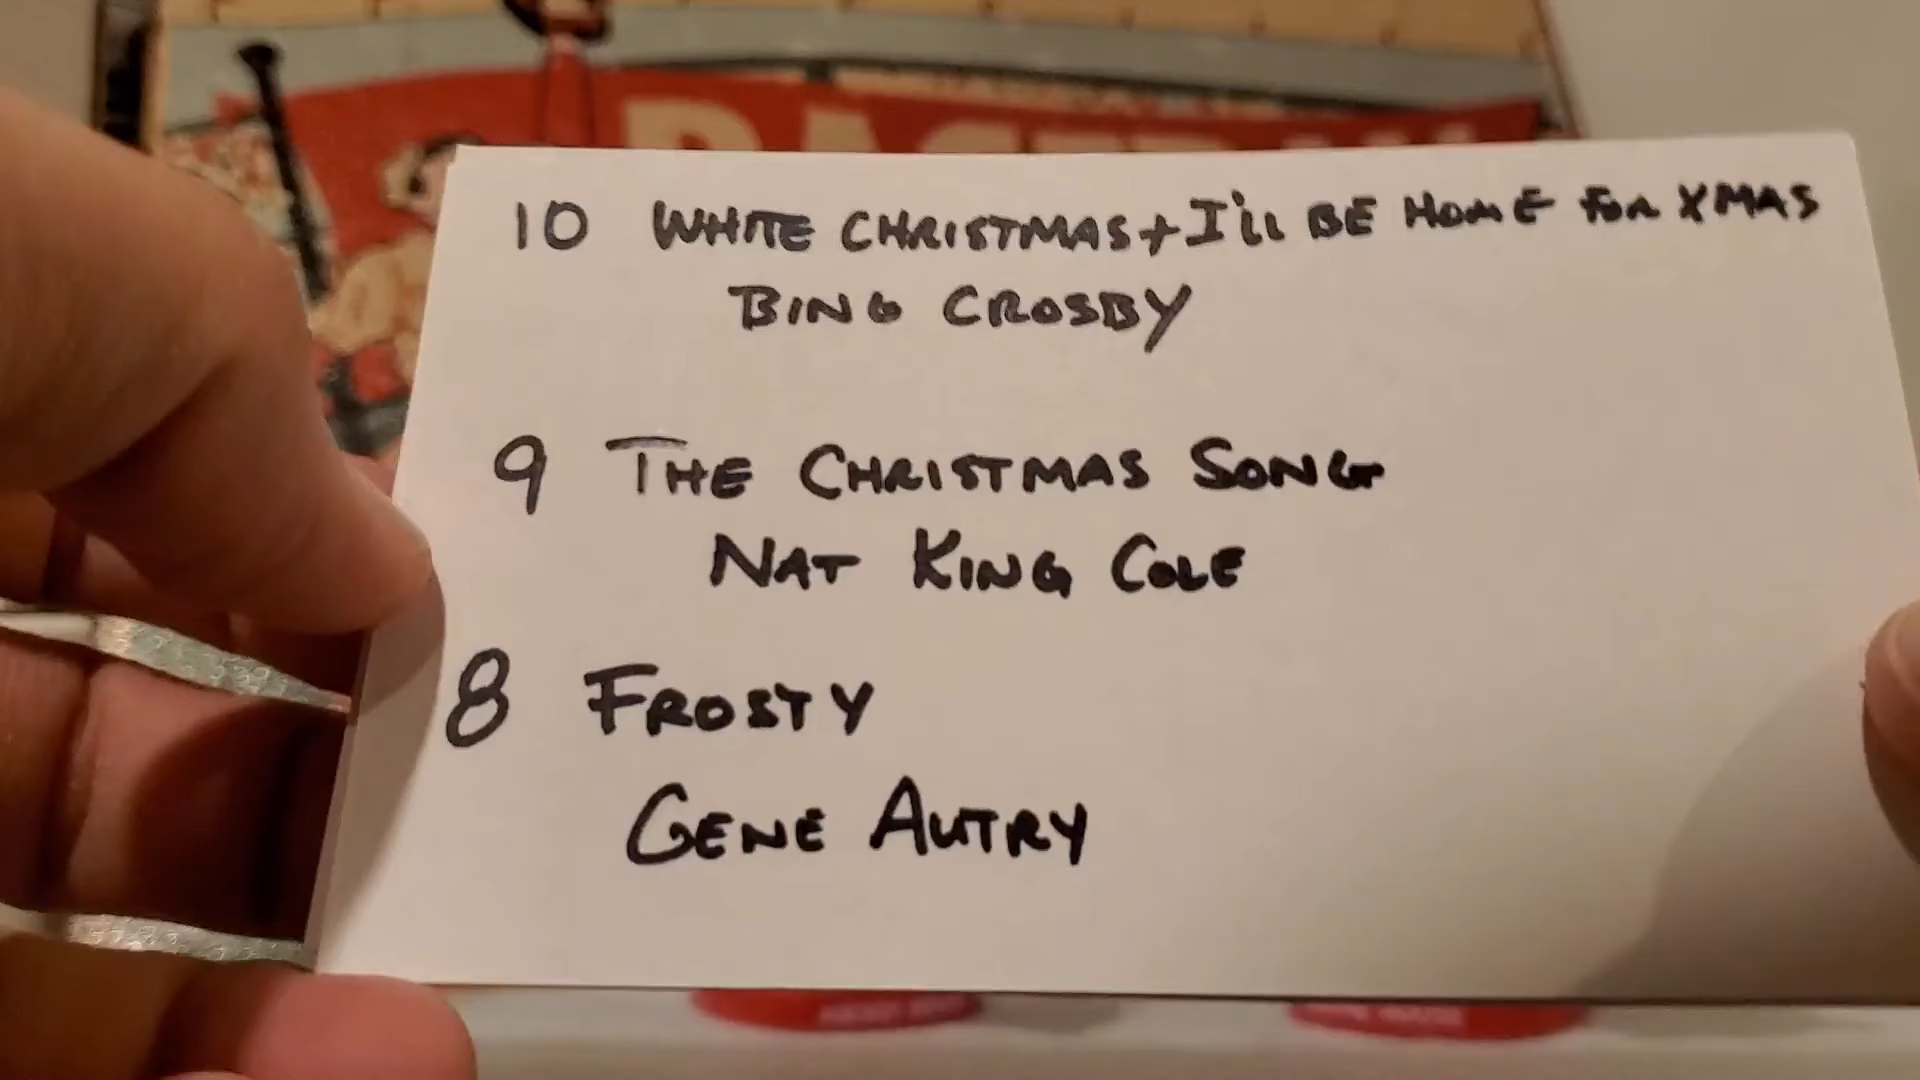 BASEBALL
10 WHITE CHRISTMAS + I'll BE HOME FOR XMAS
BING CROSBY
9 THE CHRISTMAS SONG
NAT KING COLE
8 FROSTY
GENE AUTRY